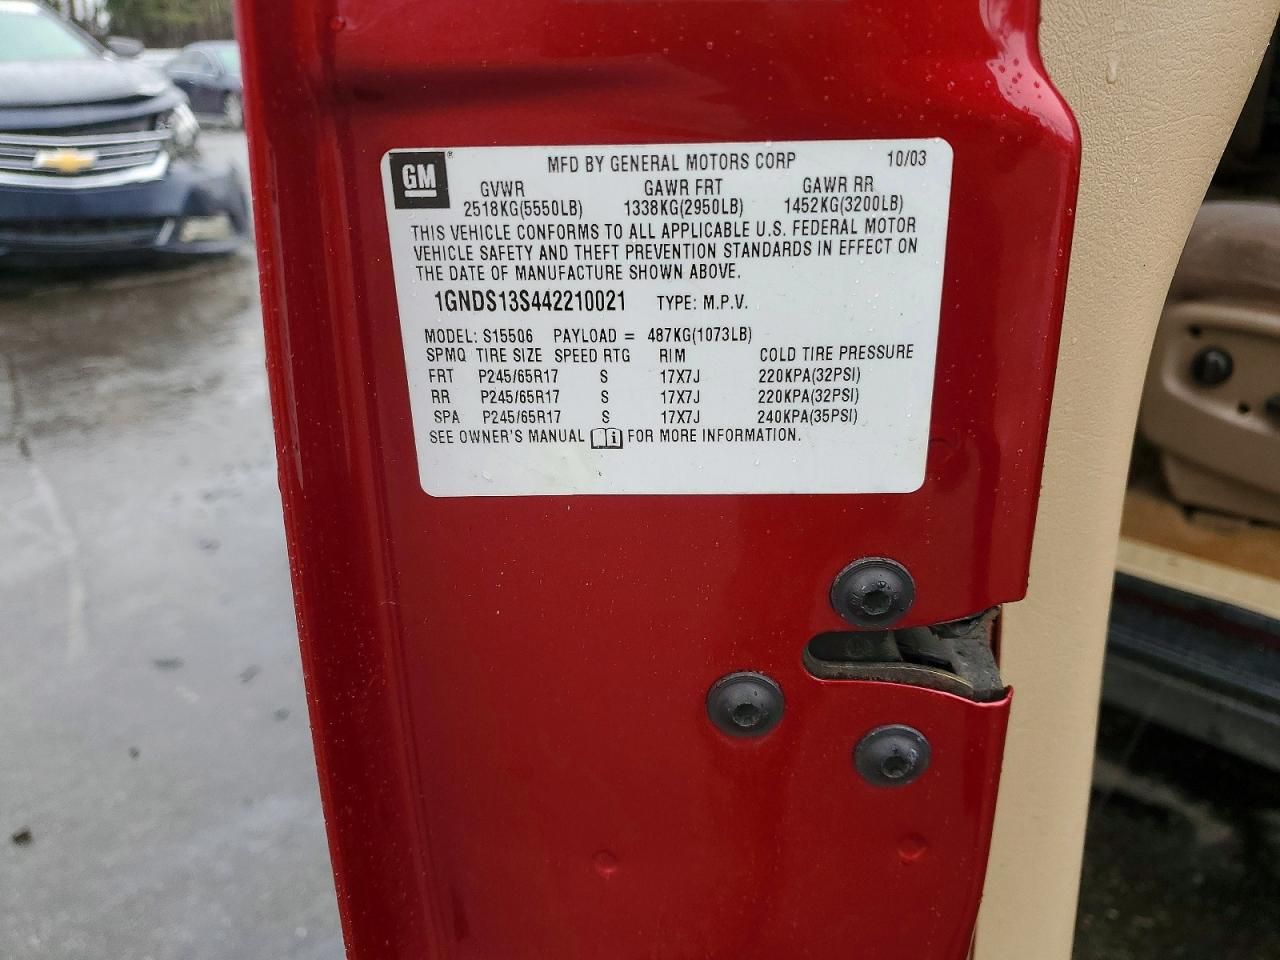 GM® MFD BY GENERAL MOTORS CORP 10/03
GVWR GAWR FRT GAWR RR
2518KG(5550LB) 1338KG(2950LB) 1452KG(3200LB)
THIS VEHICLE CONFORMS TO ALL APPLICABLE U.S. FEDERAL MOTOR
VEHICLE SAFETY AND THEFT PREVENTION STANDARDS IN EFFECT ON
THE DATE OF MANUFACTURE SHOWN ABOVE.
1GNDS13S442210021 TYPE: M.P.V.
MODEL: S15506 PAYLOAD = 487KG(1073LB)
SPMQ TIRE SIZE SPEED RTG RIM COLD TIRE PRESSURE
FRT P245/65R17 S 17X7J 220KPA(32PSI)
RR P245/65R17 S 17X7J 220KPA(32PSI)
SPA P245/65R17 S 17X7J 240KPA(35PSI)
SEE OWNER'S MANUAL i FOR MORE INFORMATION.